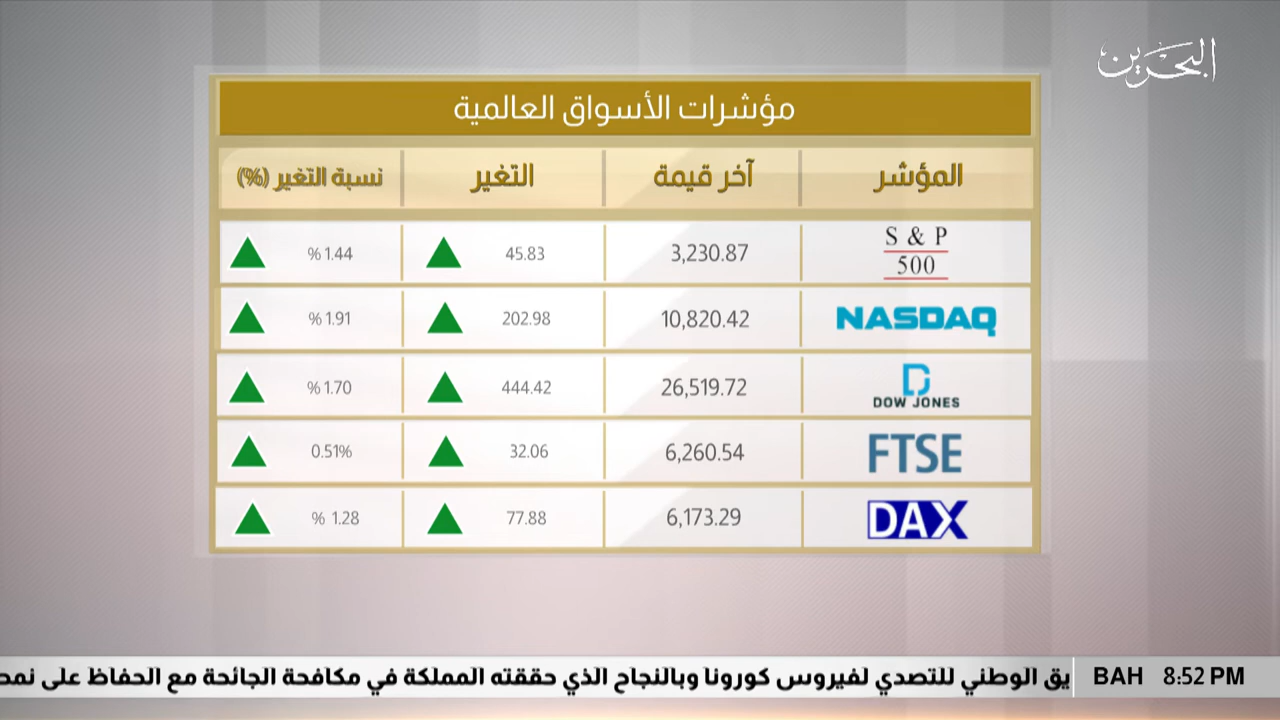 البحرين
مؤشرات الأسواق العالمية
المؤشر آخر قيمة التغير نسبة التغير (%)
S & P
500
3,230.87 45.83 % 1.44
NASDAQ 10,820.42 202.98 % 1.91
DOW JONES 26,519.72 444.42 % 1.70
FTSE 6,260.54 32.06 0.51%
DAX 6,173.29 77.88 % 1.28
يق الوطني للتصدي لفيروس كورونا وبالنجاح الذي حققته المملكة في مكافحة الجائحة مع الحفاظ على نمط
BAH 8:52 PM